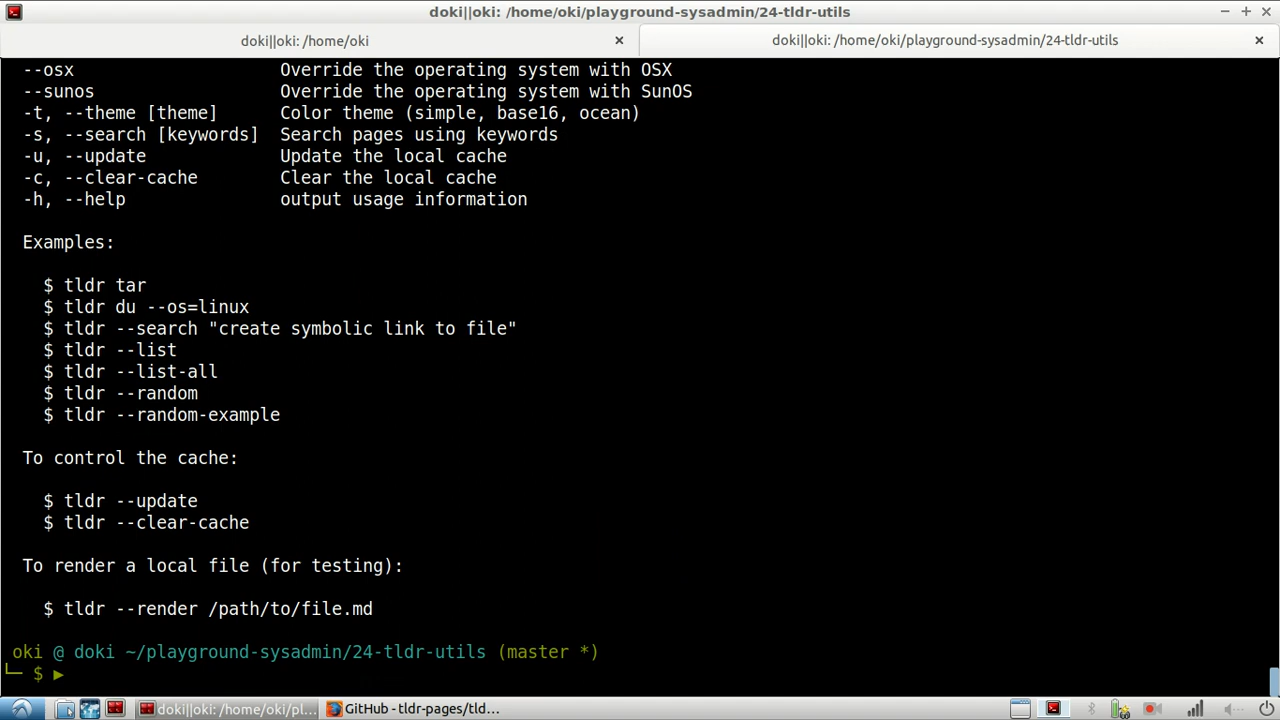 doki||oki: /home/oki/playground-sysadmin/24-tldr-utils
doki||oki: /home/oki
doki||oki: /home/oki/playground-sysadmin/24-tldr-utils
--osx Override the operating system with OSX
--sunos Override the operating system with SunOS
-t, --theme [theme] Color theme (simple, base16, ocean)
-s, --search [keywords] Search pages using keywords
-u, --update Update the local cache
-c, --clear-cache Clear the local cache
-h, --help output usage information
Examples:
$ tldr tar
$ tldr du --os=linux
$ tldr --search "create symbolic link to file"
$ tldr --list
$ tldr --list-all
$ tldr --random
$ tldr --random-example
To control the cache:
$ tldr --update
$ tldr --clear-cache
To render a local file (for testing):
$ tldr --render /path/to/file.md
oki @ doki ~/playground-sysadmin/24-tldr-utils (master *)
└─ $ ▸
doki||oki: /home/oki/pl...
GitHub - tldr-pages/tld...